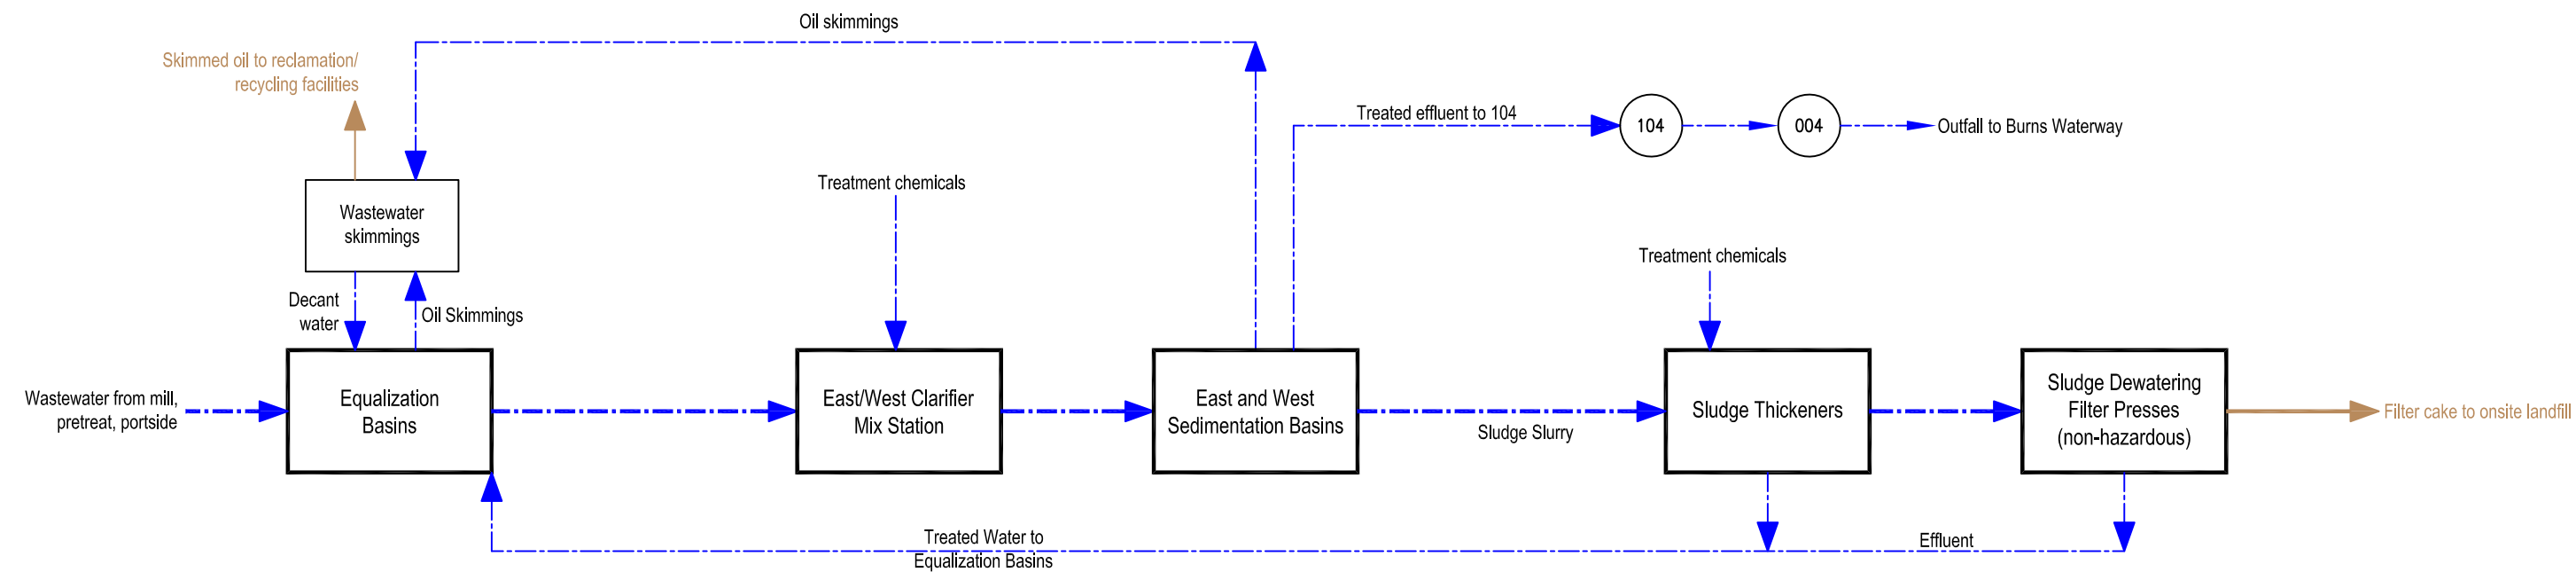 Oil skimmings
Skimmed oil to reclamation/
recycling facilities
Treated effluent to 104
104
004
Outfall to Burns Waterway
Treatment chemicals
Wastewater
skimmings
Treatment chemicals
Decant
water
Oil Skimmings
Wastewater from mill,
pretreat, portside
Equalization
Basins
East/West Clarifier
Mix Station
East and West
Sedimentation Basins
Sludge Slurry
Sludge Thickeners
Sludge Dewatering
Filter Presses
(non-hazardous)
Filter cake to onsite landfill
Treated Water to
Equalization Basins
Effluent